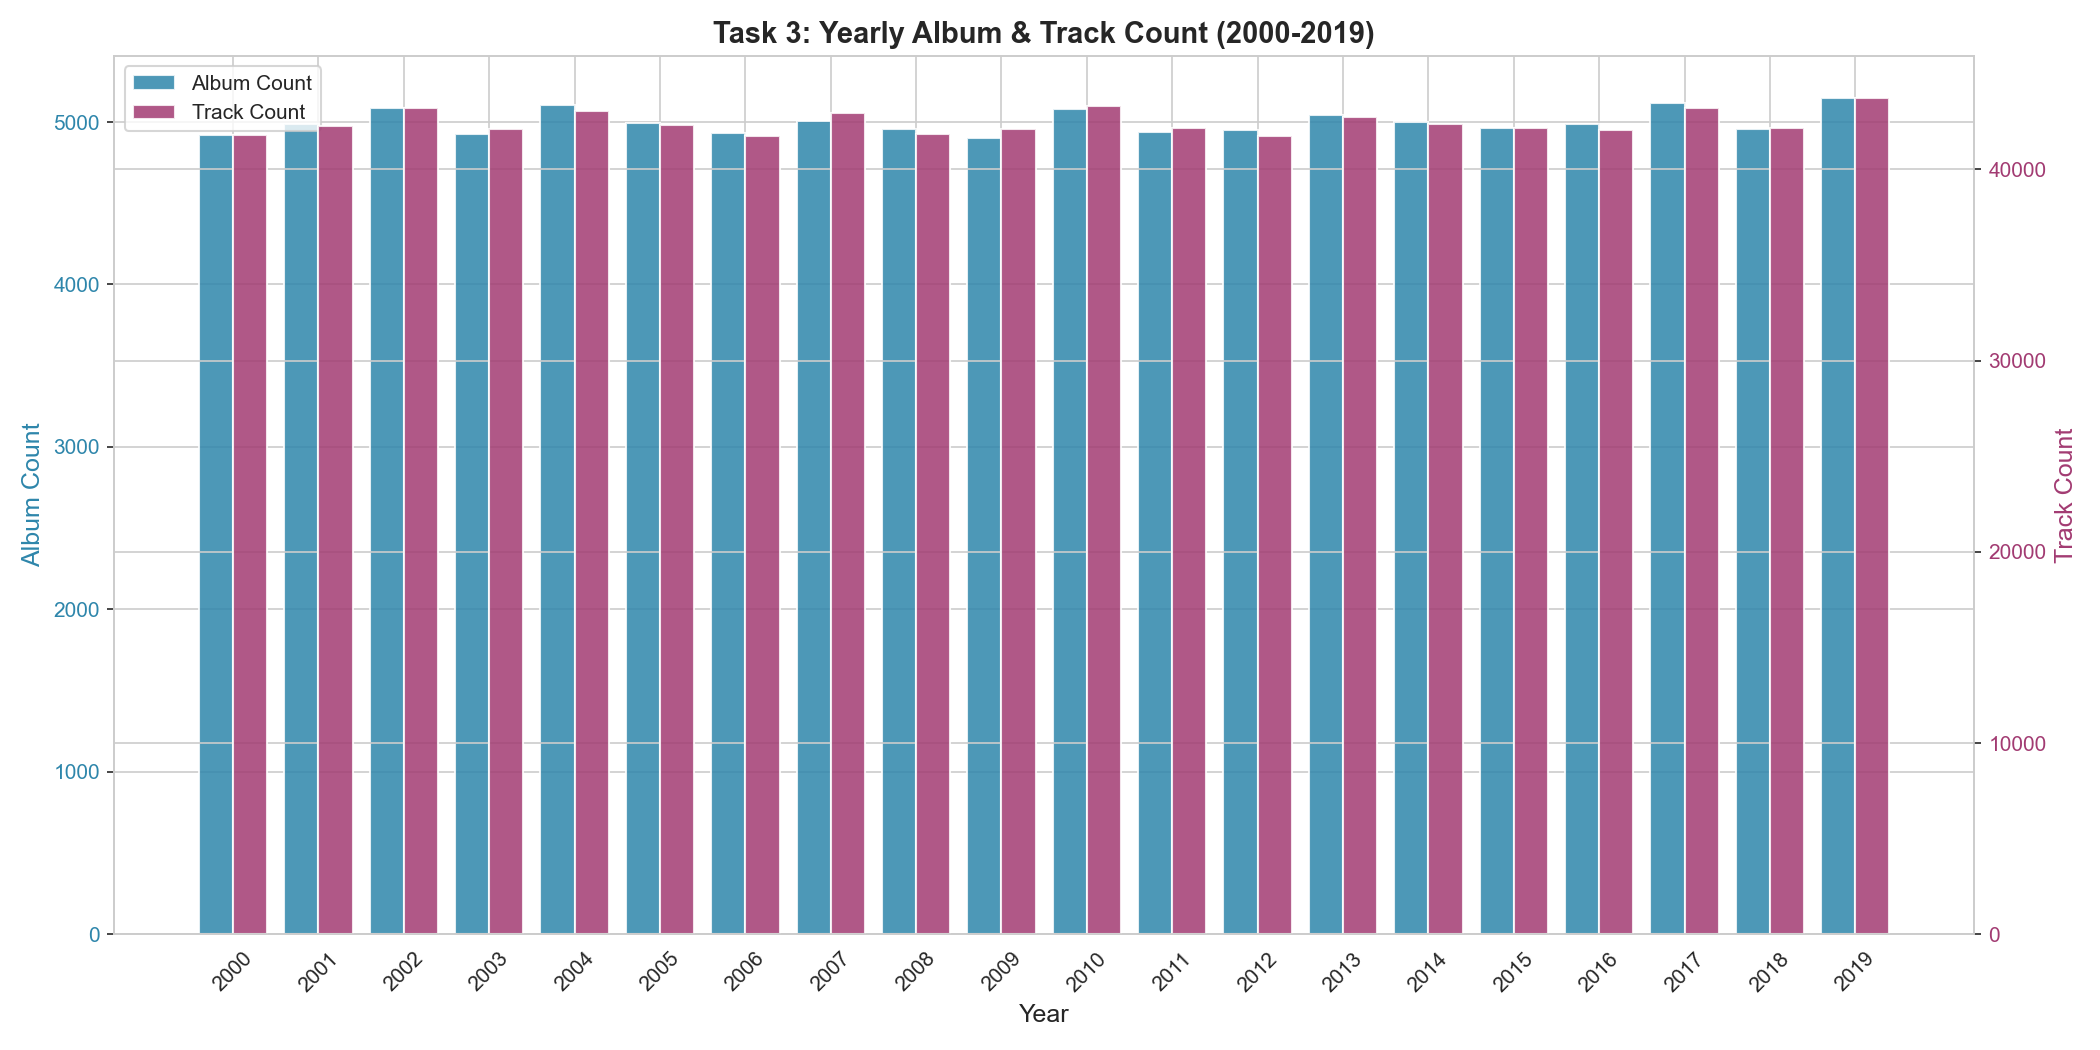 Task 3: Yearly Album & Track Count (2000-2019)
Album Count
Track Count
5000
4000
3000
2000
1000
0
Album Count
40000
30000
20000
10000
0
Track Count
2000 2001 2002 2003 2004 2005 2006 2007 2008 2009 2010 2011 2012 2013 2014 2015 2016 2017 2018 2019
Year